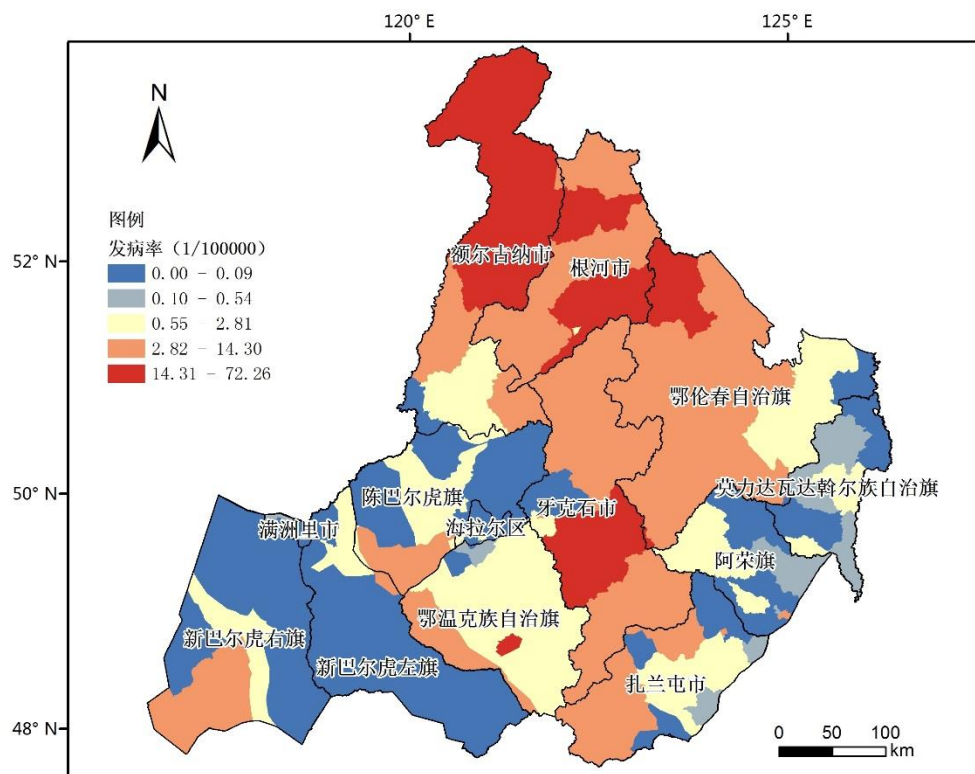 120° E
125° E
N
图例
发病率（1/100000）
0.00 - 0.09
0.10 - 0.54
0.55 - 2.81
2.82 - 14.30
14.31 - 72.26
52° N
额尔古纳市
根河市
鄂伦春自治旗
50° N
陈巴尔虎旗
莫力达瓦达斡尔族自治旗
满洲里市
海拉尔区
牙克石市
阿荣旗
鄂温克族自治旗
新巴尔虎右旗
新巴尔虎左旗
扎兰屯市
48° N
0 50 100
km